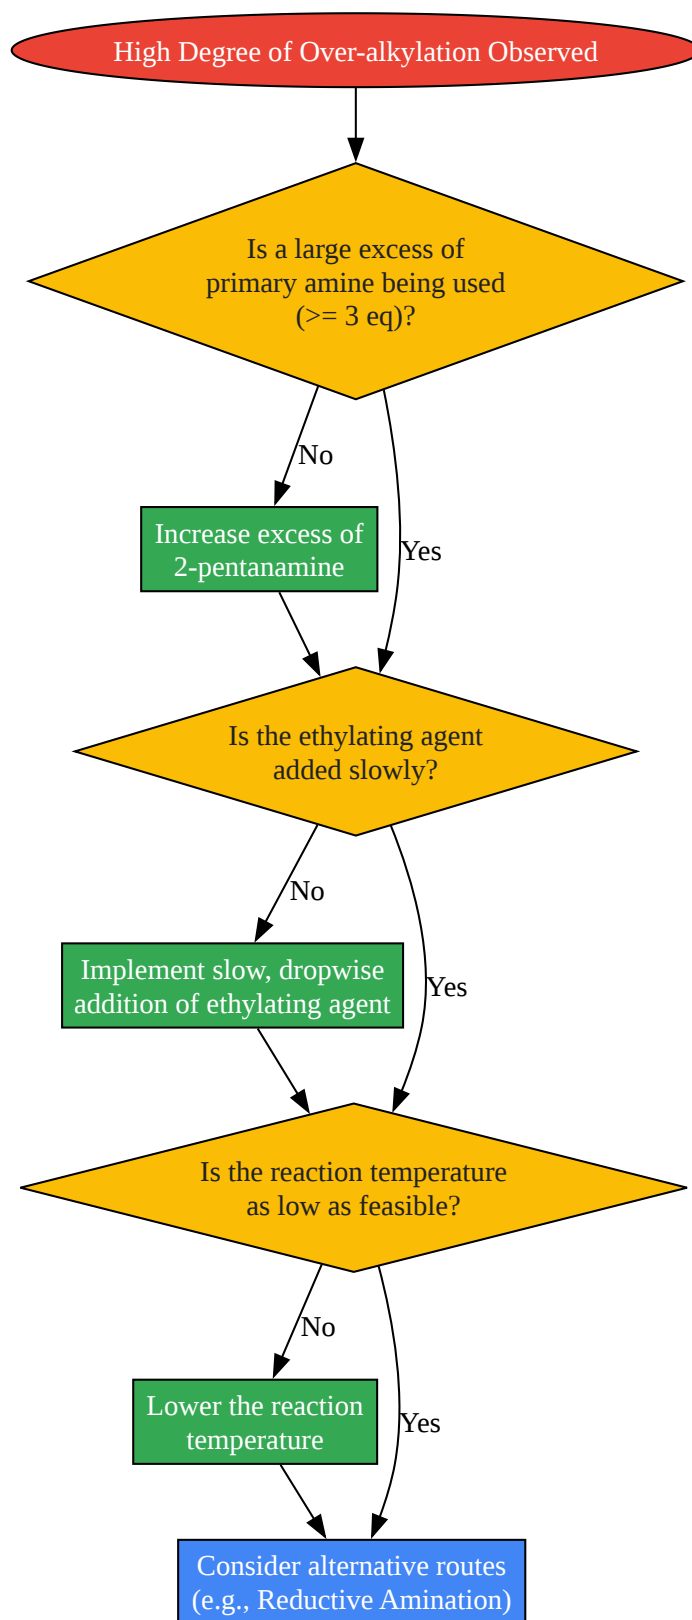 High Degree of Over-alkylation Observed
Is a large excess of
primary amine being used
(>= 3 eq)?
No
Increase excess of
2-pentanamine
Yes
Is the ethylating agent
added slowly?
No
Implement slow, dropwise
addition of ethylating agent
Yes
Is the reaction temperature
as low as feasible?
No
Lower the reaction
temperature
Yes
Consider alternative routes
(e.g., Reductive Amination)